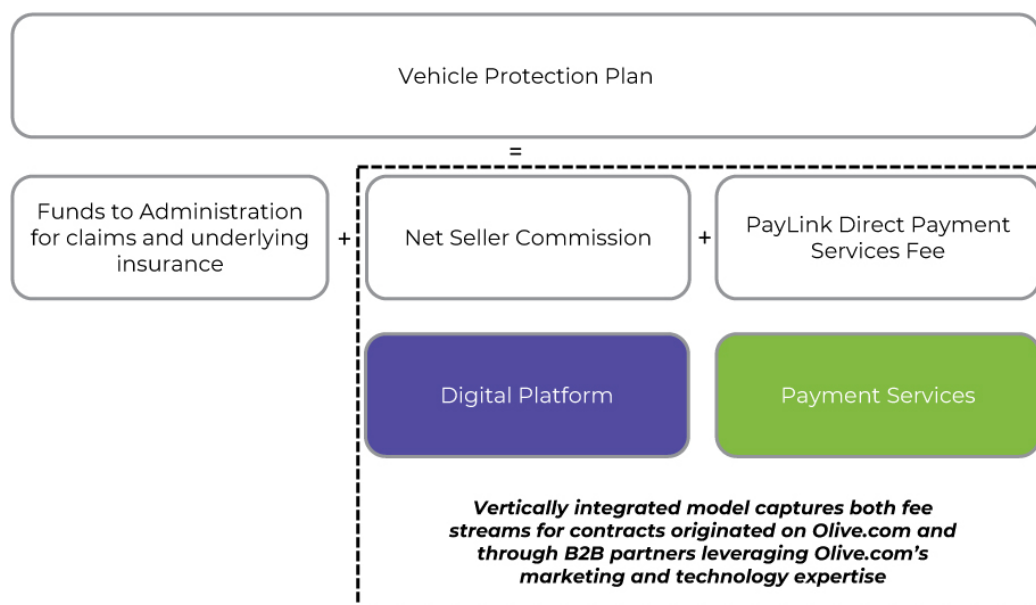 Vehicle Protection Plan
=
Funds to Administration
for claims and underlying
insurance
+
Net Seller Commission
+
PayLink Direct Payment
Services Fee
Digital Platform
Payment Services
Vertically integrated model captures both fee
streams for contracts originated on Olive.com and
through B2B partners leveraging Olive.com’s
marketing and technology expertise